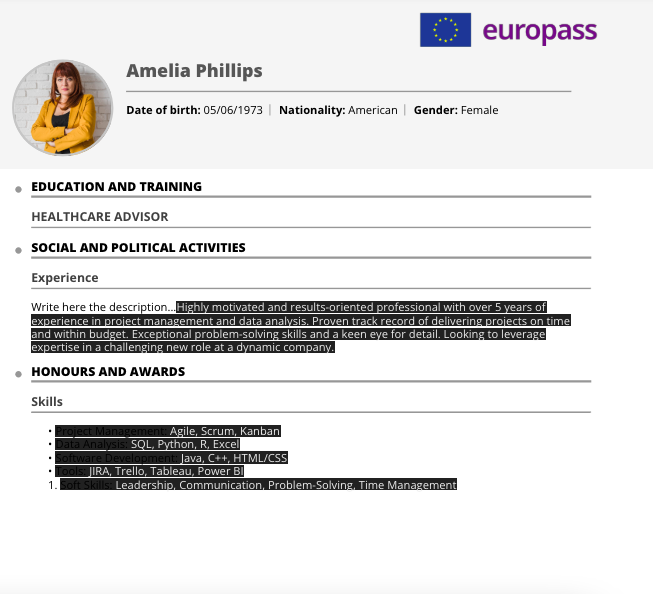 europass
Amelia Phillips
Date of birth: 05/06/1973 | Nationality: American | Gender: Female
EDUCATION AND TRAINING
HEALTHCARE ADVISOR
SOCIAL AND POLITICAL ACTIVITIES
Experience
Write here the description...Highly motivated and results-oriented professional with over 5 years of
experience in project management and data analysis. Proven track record of delivering projects on time
and within budget. Exceptional problem-solving skills and a keen eye for detail. Looking to leverage
expertise in a challenging new role at a dynamic company.
HONOURS AND AWARDS
Skills
• Project Management: Agile, Scrum, Kanban
• Data Analysis: SQL, Python, R, Excel
• Software Development: Java, C++, HTML/CSS
• Tools: JIRA, Trello, Tableau, Power BI
1. Soft Skills: Leadership, Communication, Problem-Solving, Time Management